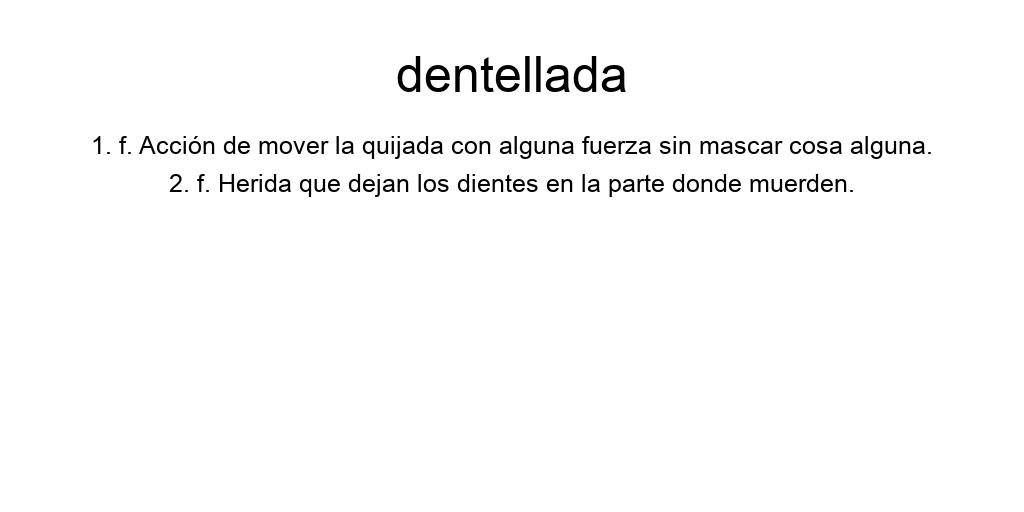 dentellada
1. f. Acción de mover la quijada con alguna fuerza sin mascar cosa alguna.
2. f. Herida que dejan los dientes en la parte donde muerden.